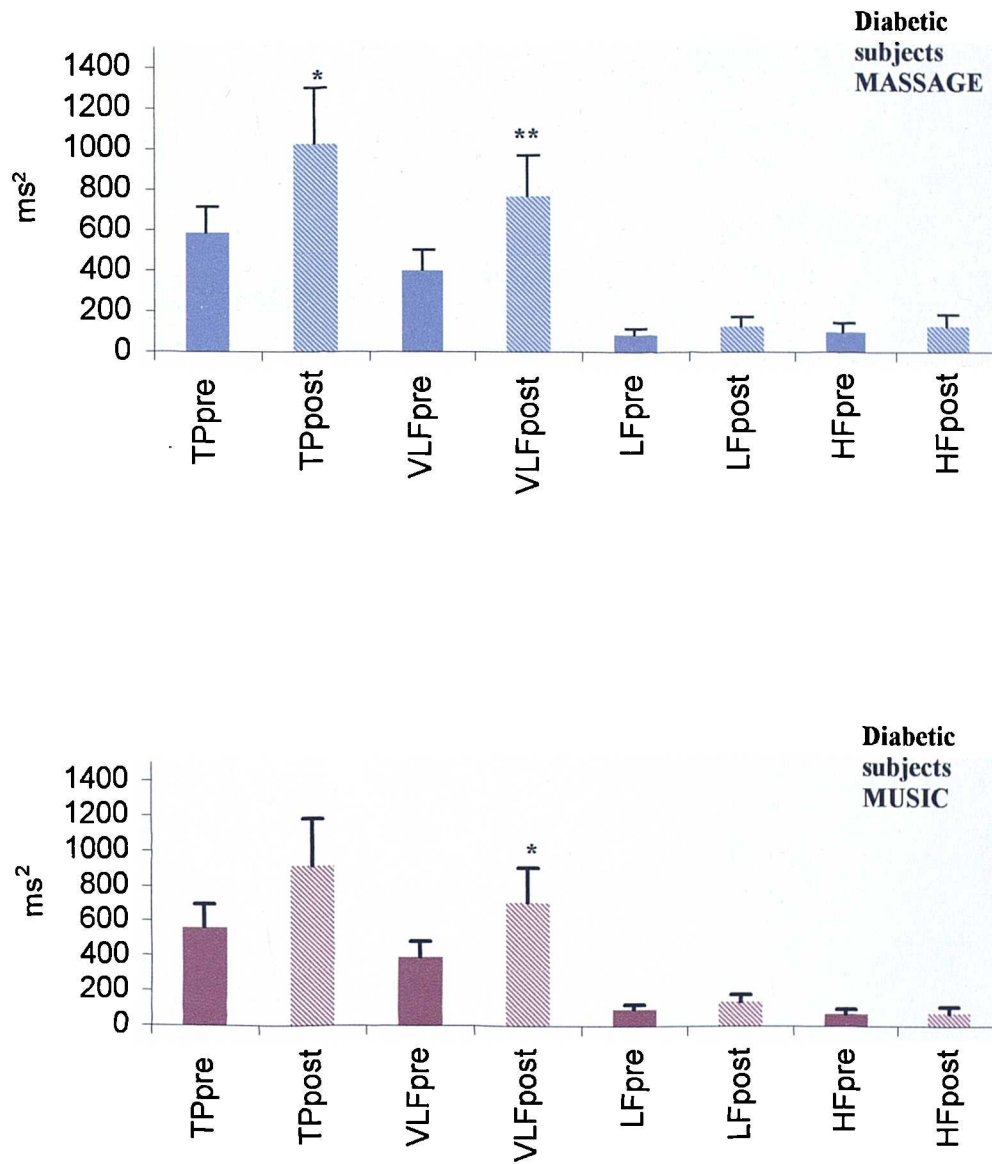 Diabetic
subjects
MASSAGE
1400
1200
1000
800
600
400
200
0
ms²
*
**
TPpre
TPpost
VLFpre
VLFpost
LFpre
LFpost
HFpre
HFpost
Diabetic
subjects
MUSIC
1400
1200
1000
800
600
400
200
0
ms²
*
TPpre
TPpost
VLFpre
VLFpost
LFpre
LFpost
HFpre
HFpost